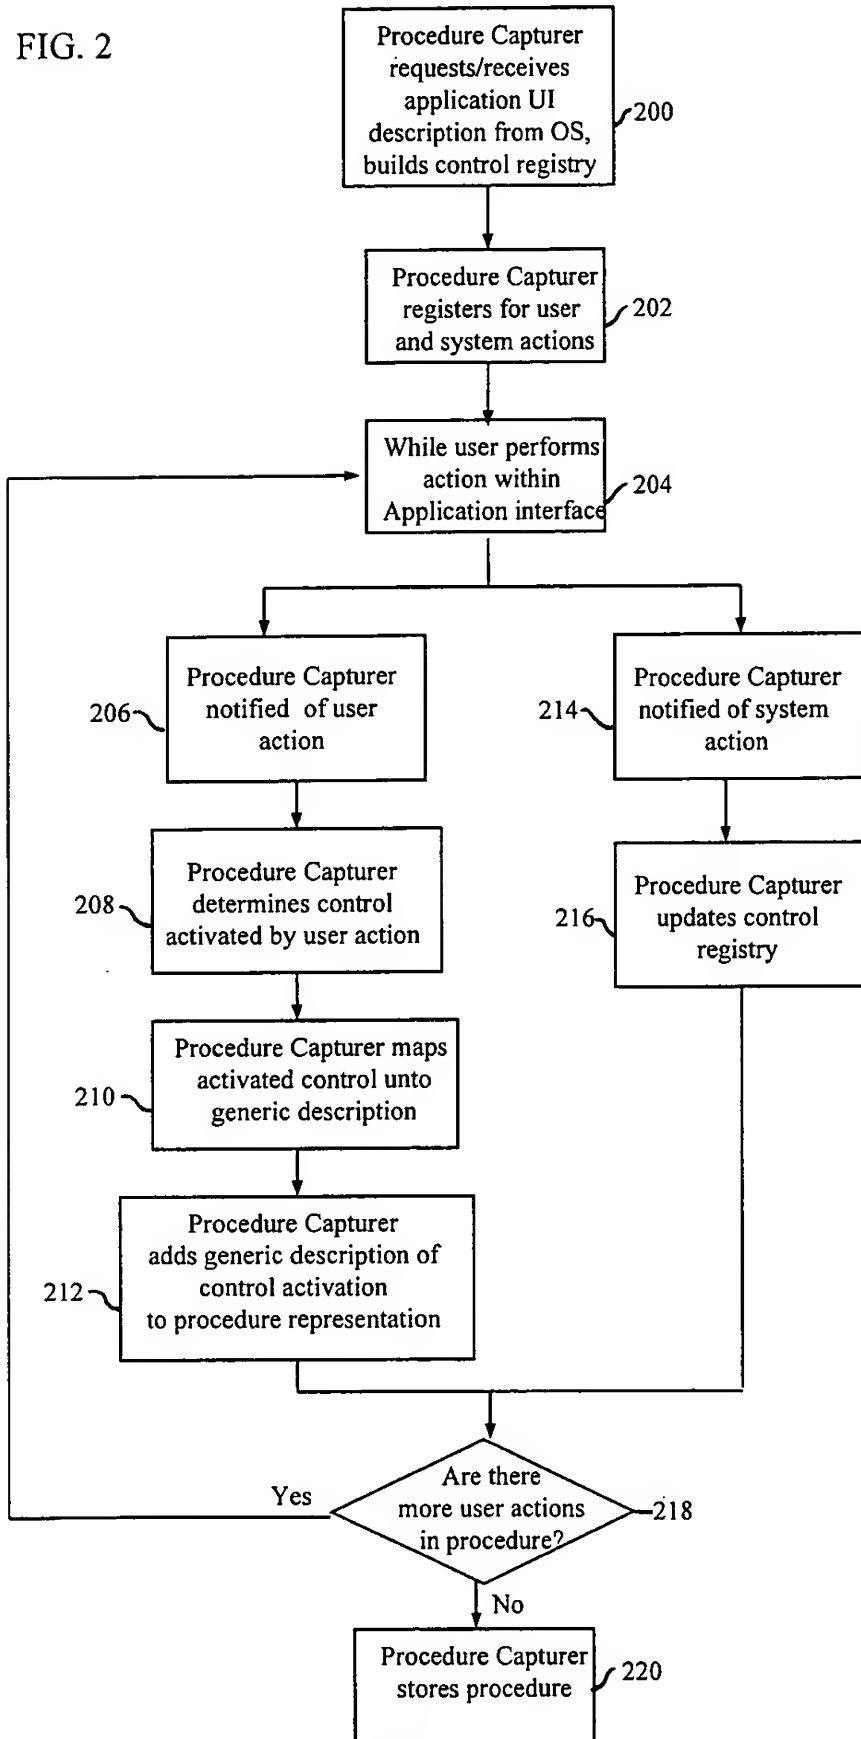 FIG. 2
Procedure Capturer
requests/receives
application UI
description from OS,
builds control registry
200
Procedure Capturer
registers for user
and system actions
202
While user performs
action within
Application interface
204
Procedure Capturer
notified of user
action
206
Procedure Capturer
notified of system
action
214
Procedure Capturer
determines control
activated by user action
208
Procedure Capturer
updates control
registry
216
Procedure Capturer maps
activated control unto
generic description
210
Procedure Capturer
adds generic description of
control activation
to procedure representation
212
Are there
more user actions
in procedure?
218
Yes
No
Procedure Capturer
stores procedure
220